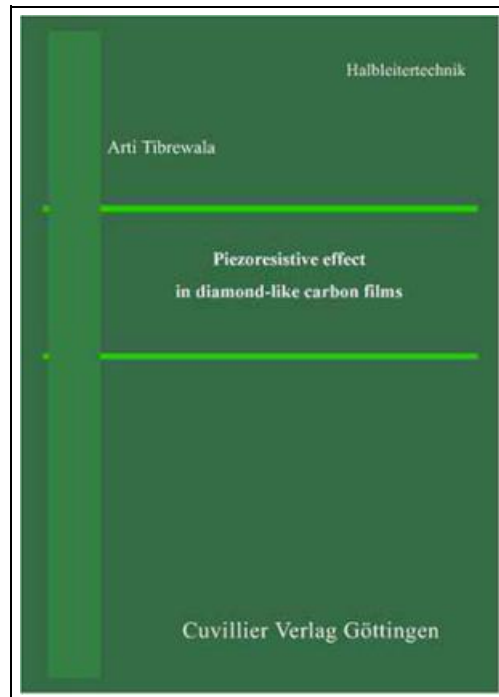 Halbleitertechnik
Arti Tibrewala
Piezoresistive effect
in diamond-like carbon films
Cuvillier Verlag Göttingen